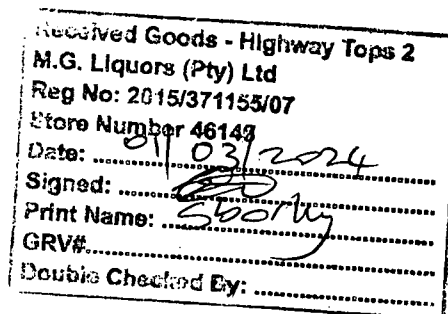 Received Goods - Highway Tops 2
M.G. Liquors (Pty) Ltd
Reg No: 2015/371155/07
Store Number 46143
Date: 01/03/2024
Signed:
Print Name:
GRV#
Double Checked By: